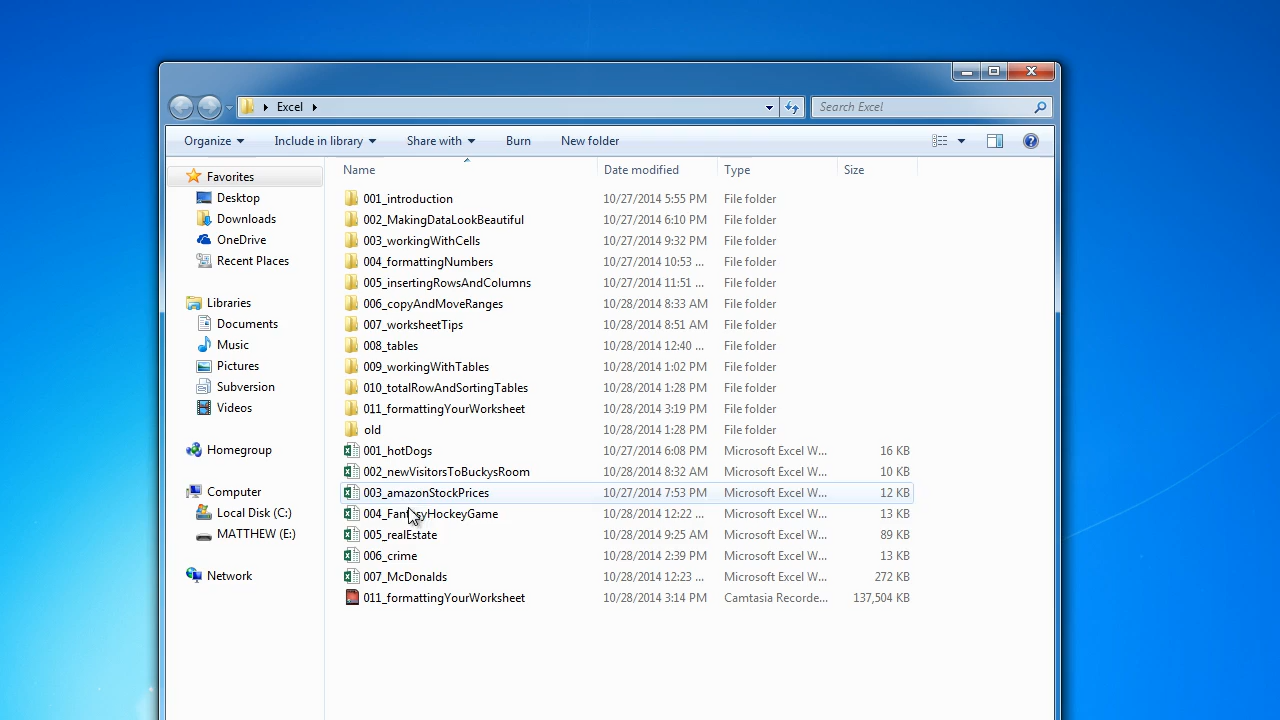 Excel
Search Excel
Organize Include in library Share with Burn New folder
Name Date modified Type Size
Favorites
Desktop
Downloads
OneDrive
Recent Places
Libraries
Documents
Music
Pictures
Subversion
Videos
Homegroup
Computer
Local Disk (C:)
MATTHEW (E:)
Network
001_introduction 10/27/2014 5:55 PM File folder
002_MakingDataLookBeautiful 10/27/2014 6:10 PM File folder
003_workingWithCells 10/27/2014 9:32 PM File folder
004_formattingNumbers 10/27/2014 10:53 ... File folder
005_insertingRowsAndColumns 10/27/2014 11:51 ... File folder
006_copyAndMoveRanges 10/28/2014 8:33 AM File folder
007_worksheetTips 10/28/2014 8:51 AM File folder
008_tables 10/28/2014 12:40 ... File folder
009_workingWithTables 10/28/2014 1:02 PM File folder
010_totalRowAndSortingTables 10/28/2014 1:28 PM File folder
011_formattingYourWorksheet 10/28/2014 3:19 PM File folder
old 10/28/2014 1:28 PM File folder
001_hotDogs 10/27/2014 6:08 PM Microsoft Excel W... 16 KB
002_newVisitorsToBuckysRoom 10/28/2014 8:32 AM Microsoft Excel W... 10 KB
003_amazonStockPrices 10/27/2014 7:53 PM Microsoft Excel W... 12 KB
004_FantasyHockeyGame 10/28/2014 12:22 ... Microsoft Excel W... 13 KB
005_realEstate 10/28/2014 9:25 AM Microsoft Excel W... 89 KB
006_crime 10/28/2014 2:39 PM Microsoft Excel W... 13 KB
007_McDonalds 10/28/2014 12:23 ... Microsoft Excel W... 272 KB
011_formattingYourWorksheet 10/28/2014 3:14 PM Camtasia Recorde... 137,504 KB